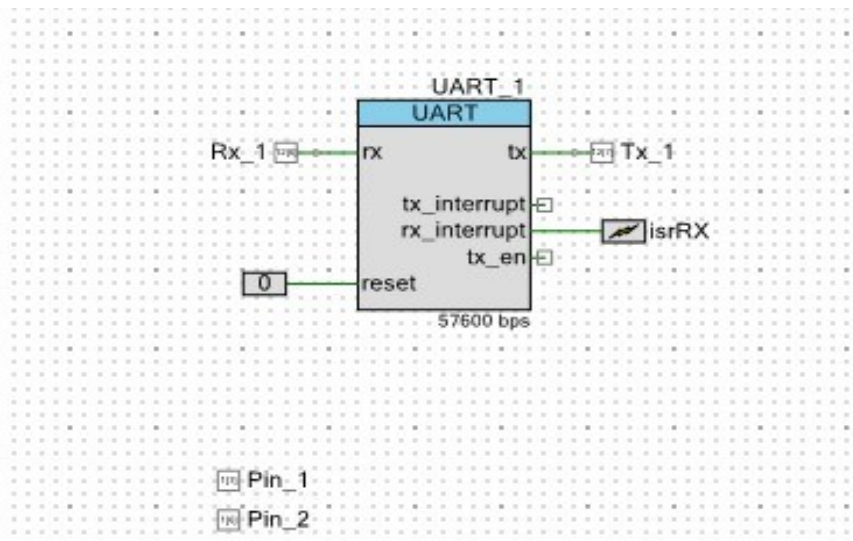 UART_1
UART
Rx_1 rx tx Tx_1
tx_interrupt
rx_interrupt isrRX
tx_en
0 reset
57600 bps
Pin_1
Pin_2